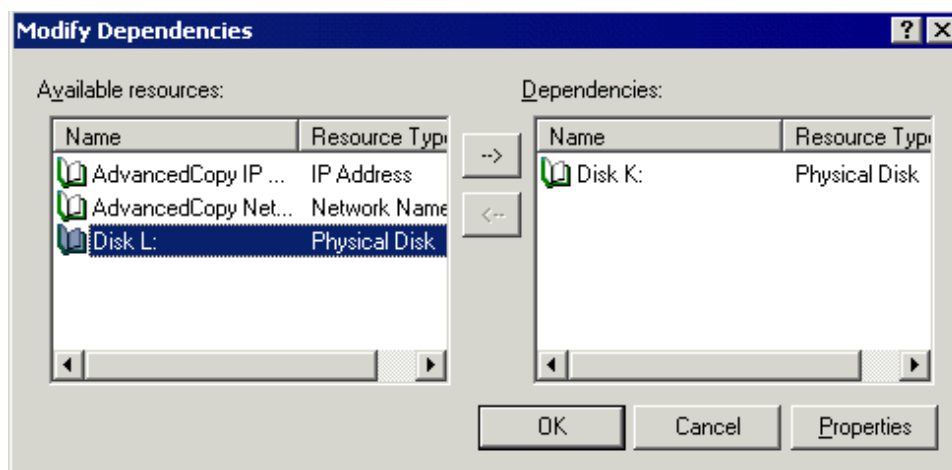 Modify Dependencies
Available resources:
Name Resource Typ
AdvancedCopy IP ... IP Address
AdvancedCopy Net... Network Name
Disk L: Physical Disk
-->
<--
Dependencies:
Name Resource Type
Disk K: Physical Disk
OK Cancel Properties